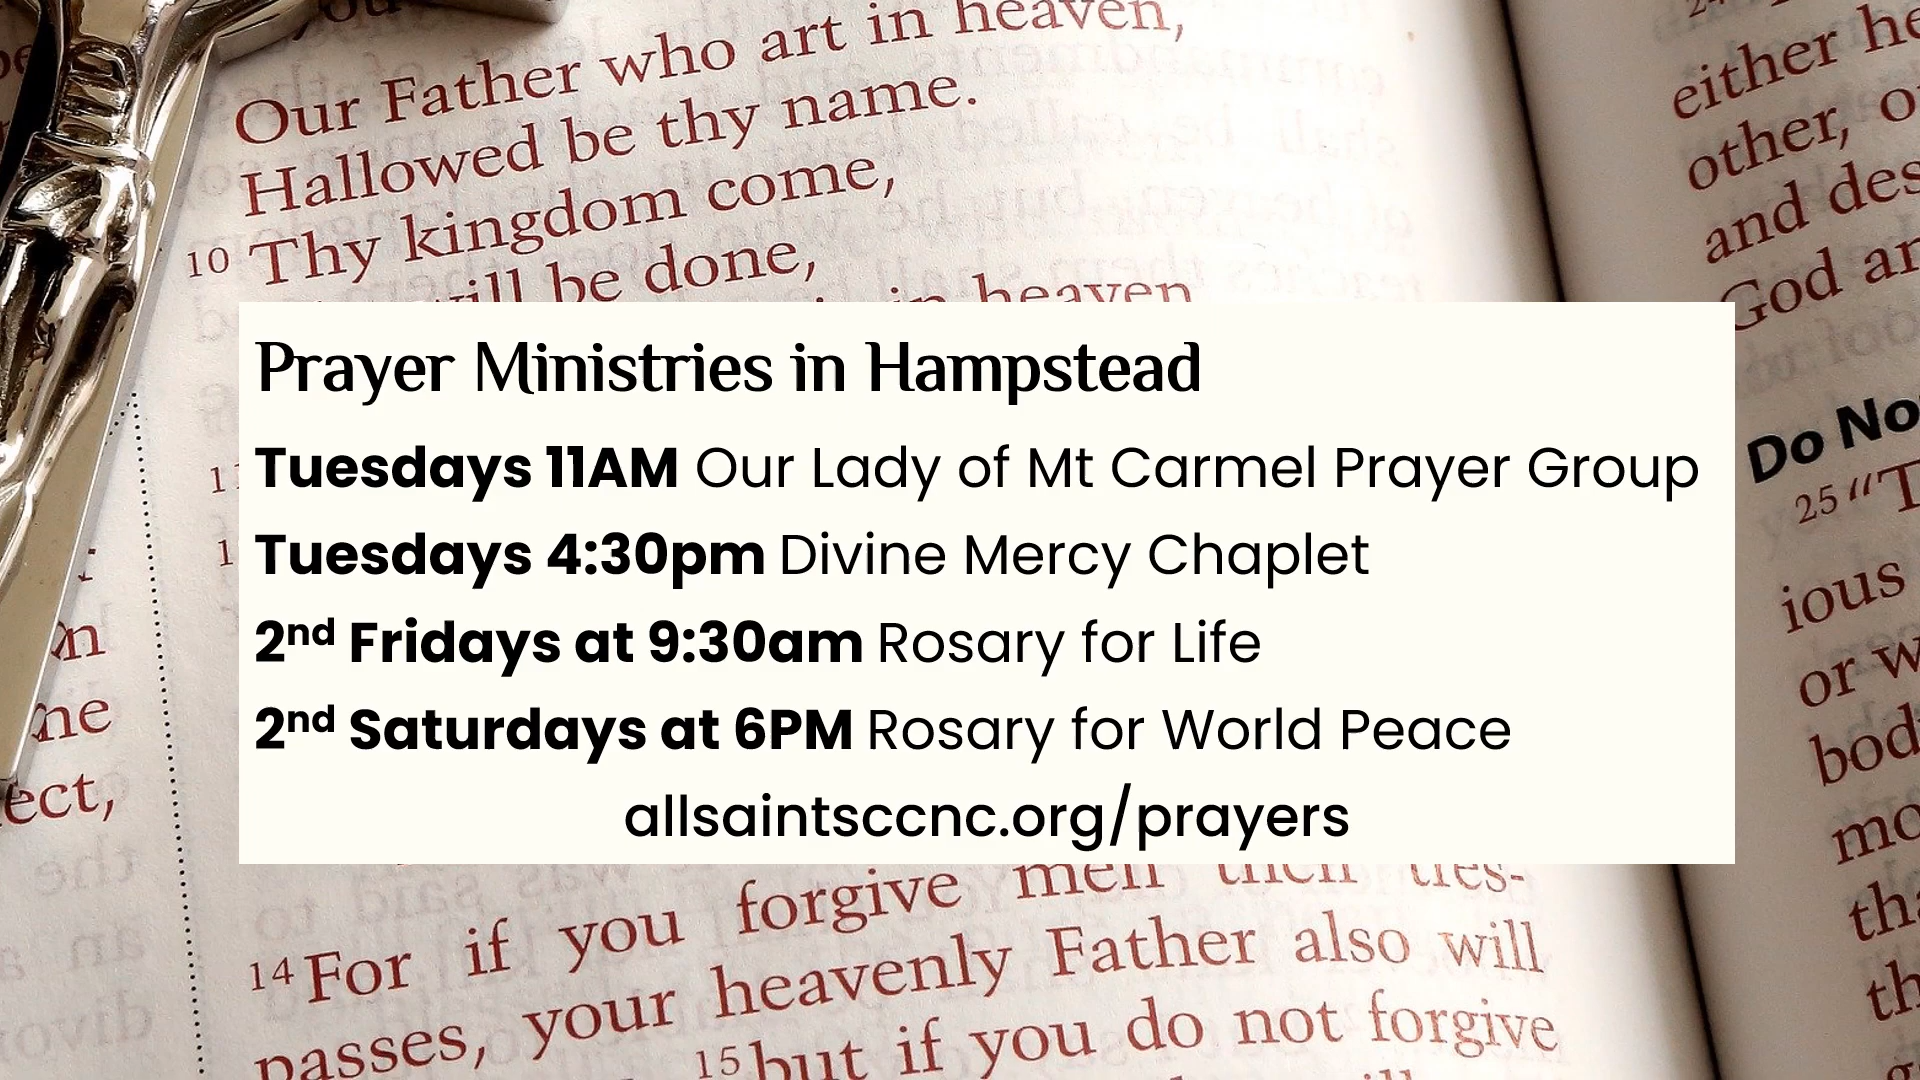 Our Father who art in heaven,
Hallowed be thy name.
10 Thy kingdom come,
will be done,
in heaven
Prayer Ministries in Hampstead
Tuesdays 11AM Our Lady of Mt Carmel Prayer Group
Tuesdays 4:30pm Divine Mercy Chaplet
2nd Fridays at 9:30am Rosary for Life
2nd Saturdays at 6PM Rosary for World Peace
allsaintsccnc.org/prayers
14 For if you forgive men their tres-
passes, your heavenly Father also will
15 but if you do not forgive
either
other,
and
God
Do
25 "
ious
or